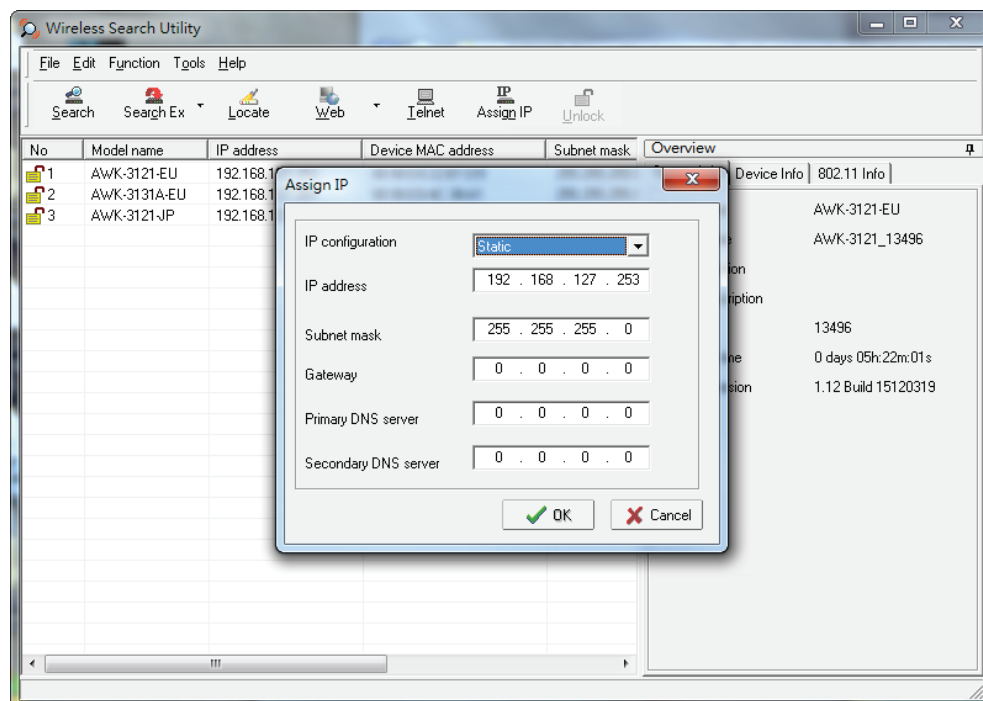 Wireless Search Utility
File Edit Function Tools Help
Search Search Ex Locate Web Telnet Assign IP Unlock
No Model name IP address Device MAC address Subnet mask Overview
1 AWK-3121-EU 192.168.1
2 AWK-3131A-EU 192.168.1
3 AWK-3121-JP 192.168.1
Device Info 802.11 Info
AWK-3121-EU
AWK-3121_13496
13496
0 days 05h:22m:01s
1.12 Build 15120319
Assign IP
IP configuration Static
IP address 192 . 168 . 127 . 253
Subnet mask 255 . 255 . 255 . 0
Gateway 0 . 0 . 0 . 0
Primary DNS server 0 . 0 . 0 . 0
Secondary DNS server 0 . 0 . 0 . 0
OK Cancel